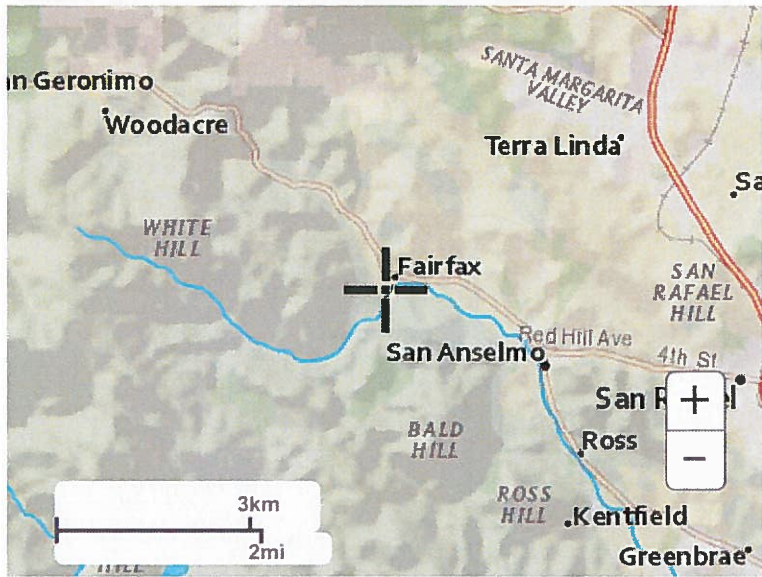 SANTA MARGARITA
VALLEY
an Geronimo
Woodacre
Terra Linda
WHITE
HILL
Fairfax
SAN
RAFAEL
HILL
Red Hill Ave
San Anselmo
4th St
+
BALD
HILL
Ross
−
ROSS
HILL
Kentfield
3km
2mi
Greenbrae
HILL